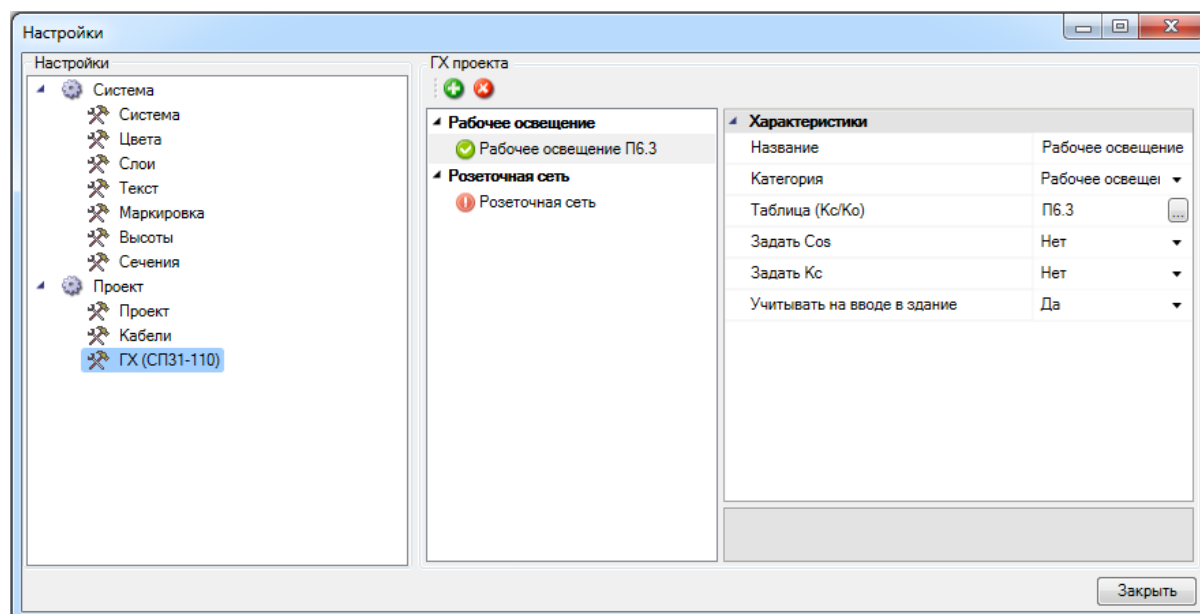 Настройки
Настройки
Система
Система
Цвета
Слои
Текст
Маркировка
Высоты
Сечения
Проект
Проект
Кабели
ГХ (СП31-110)
ГХ проекта
Рабочее освещение
Рабочее освещение П6.3
Розеточная сеть
Розеточная сеть
Характеристики
Название Рабочее освещение
Категория Рабочее освещег
Таблица (Кс/Ко) П6.3 ...
Задать Cos Нет
Задать Кс Нет
Учитывать на вводе в здание Да
Закрыть